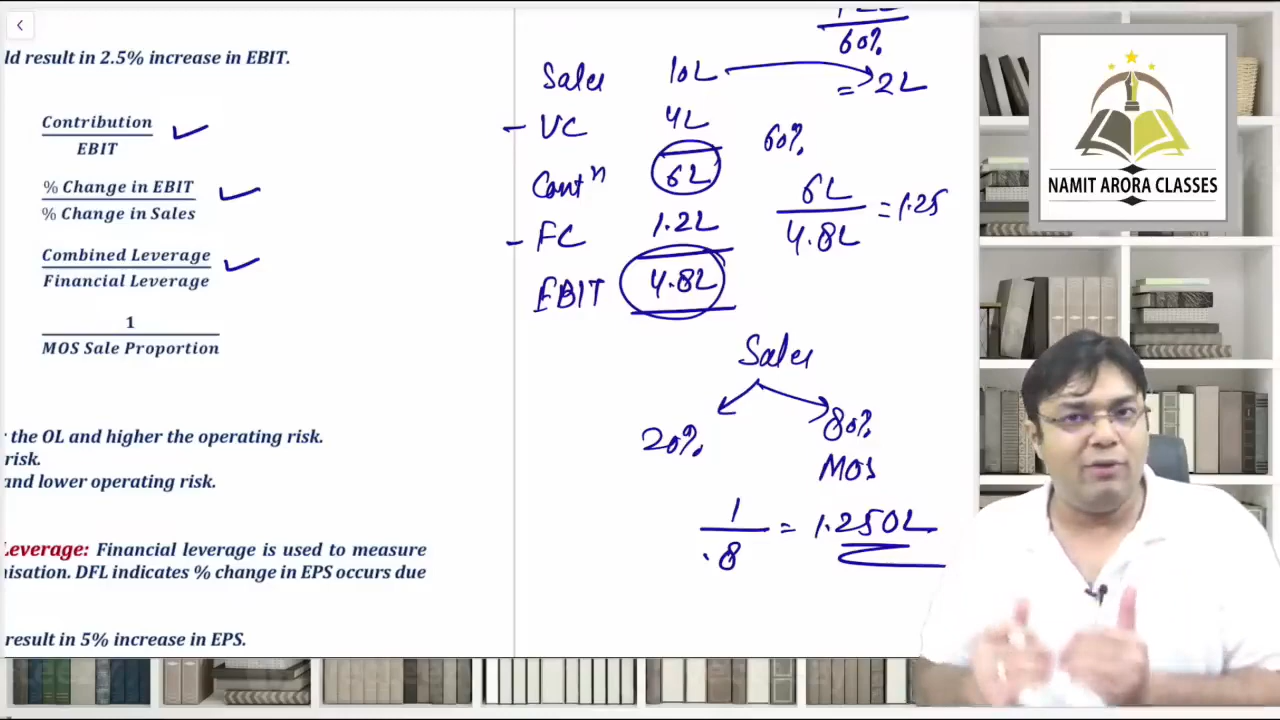 ld result in 2.5% increase in EBIT.
Contribution
EBIT
% Change in EBIT
% Change in Sales
Combined Leverage
Financial Leverage
1
MOS Sale Proportion
the OL and higher the operating risk.
risk.
and lower operating risk.
Leverage: Financial leverage is used to measure
nisation. DFL indicates % change in EPS occurs due
result in 5% increase in EPS.
60%
Sales 10L = 2L
- VC 4L
60%
Contⁿ 6L
6L
4.8L = 1.25
- FC 1.2L
EBIT 4.8L
Sales
20% 80%
MOS
1
.8 = 1.25 OL
NAMIT ARORA CLASSES